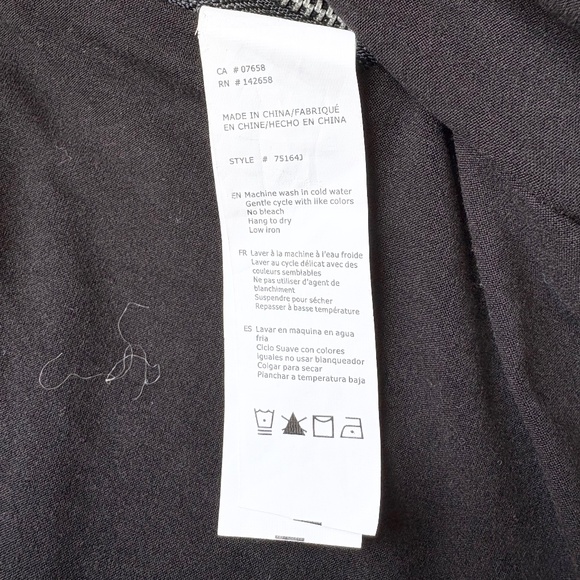 CA # 07658
RN # 142658
MADE IN CHINA/FABRIQUÉ
EN CHINE/HECHO EN CHINA
STYLE # 75164J
EN Machine wash in cold water
Gentle cycle with like colors
No bleach
Hang to dry
Low iron
FR Laver à la machine à l'eau froide
Laver au cycle délicat avec des
couleurs semblables
Ne pas utiliser d'agent de
blanchiment
Suspendre pour sécher
Repasser à basse température
ES Lavar en maquina en agua
fria
Ciclo Suave con colores
iguales no usar blanqueador
Colgar para secar
Planchar a temperatura baja